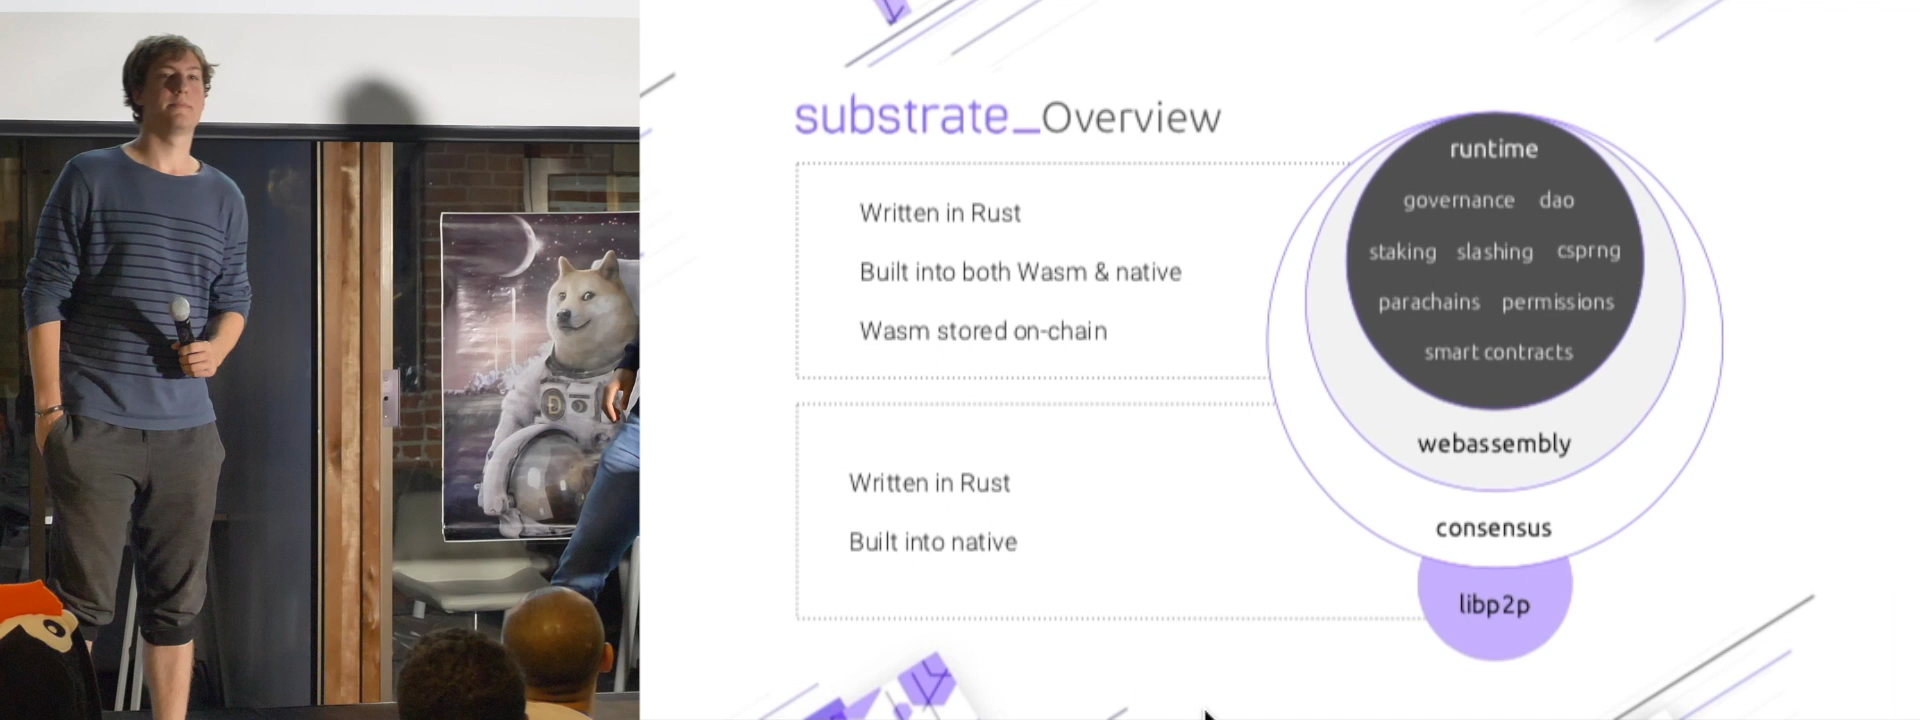 substrate_Overview
Written in Rust
Built into both Wasm & native
Wasm stored on-chain
Written in Rust
Built into native
runtime
governance dao
staking slashing csprng
parachains permissions
smart contracts
webassembly
consensus
libp2p
Đ